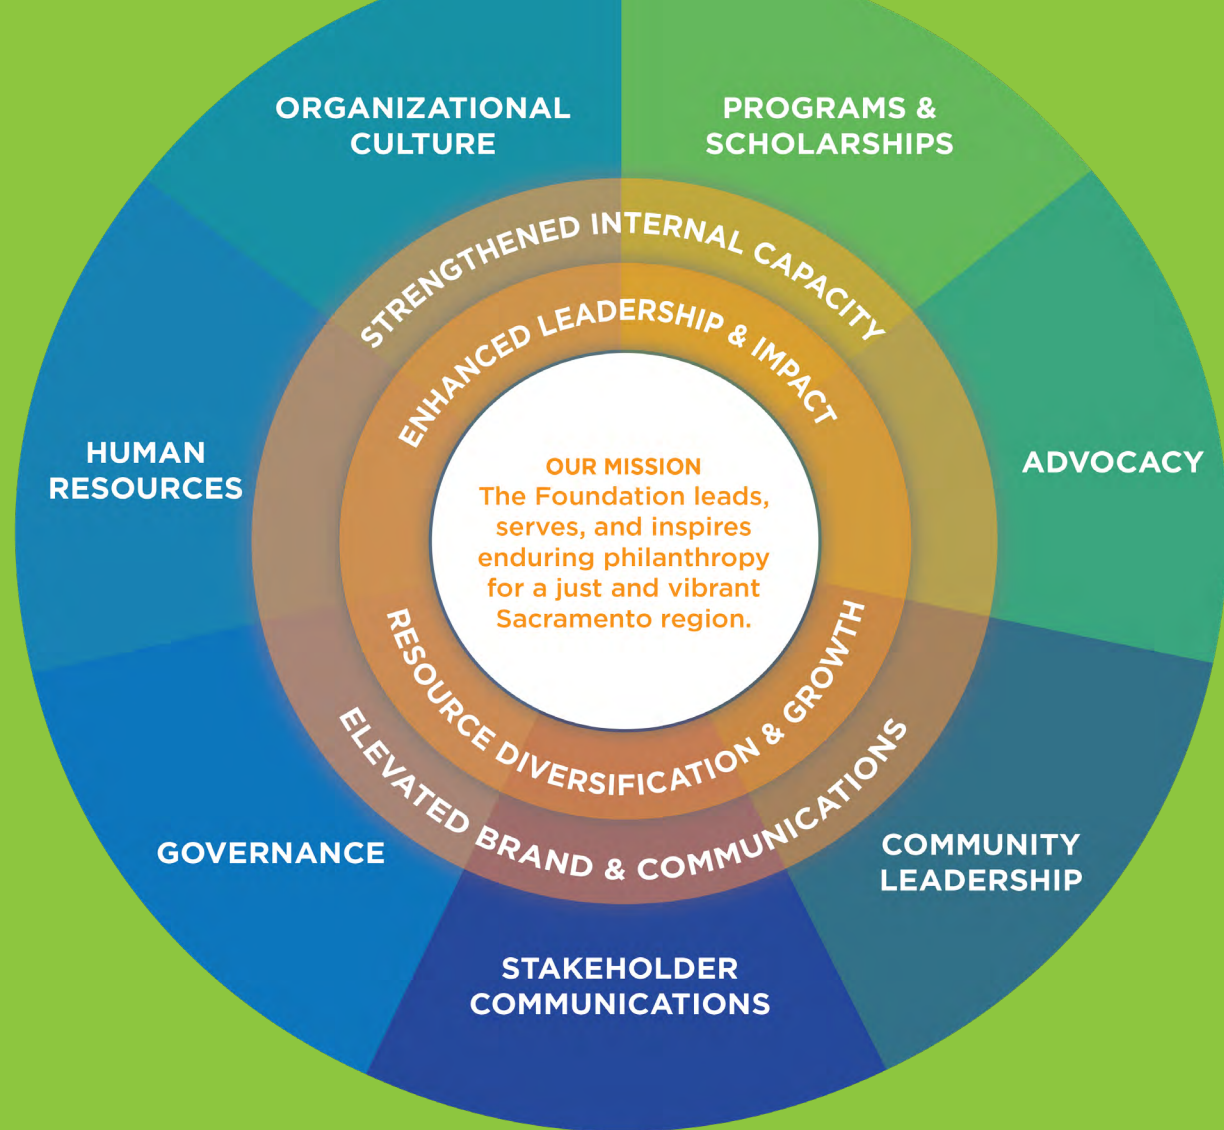 ORGANIZATIONAL
CULTURE
PROGRAMS &
SCHOLARSHIPS
STRENGTHENED INTERNAL CAPACITY
ENHANCED LEADERSHIP & IMPACT
HUMAN
RESOURCES
ADVOCACY
OUR MISSION
The Foundation leads,
serves, and inspires
enduring philanthropy
for a just and vibrant
Sacramento region.
RESOURCE DIVERSIFICATION & GROWTH
ELEVATED BRAND & COMMUNICATIONS
GOVERNANCE
COMMUNITY
LEADERSHIP
STAKEHOLDER
COMMUNICATIONS